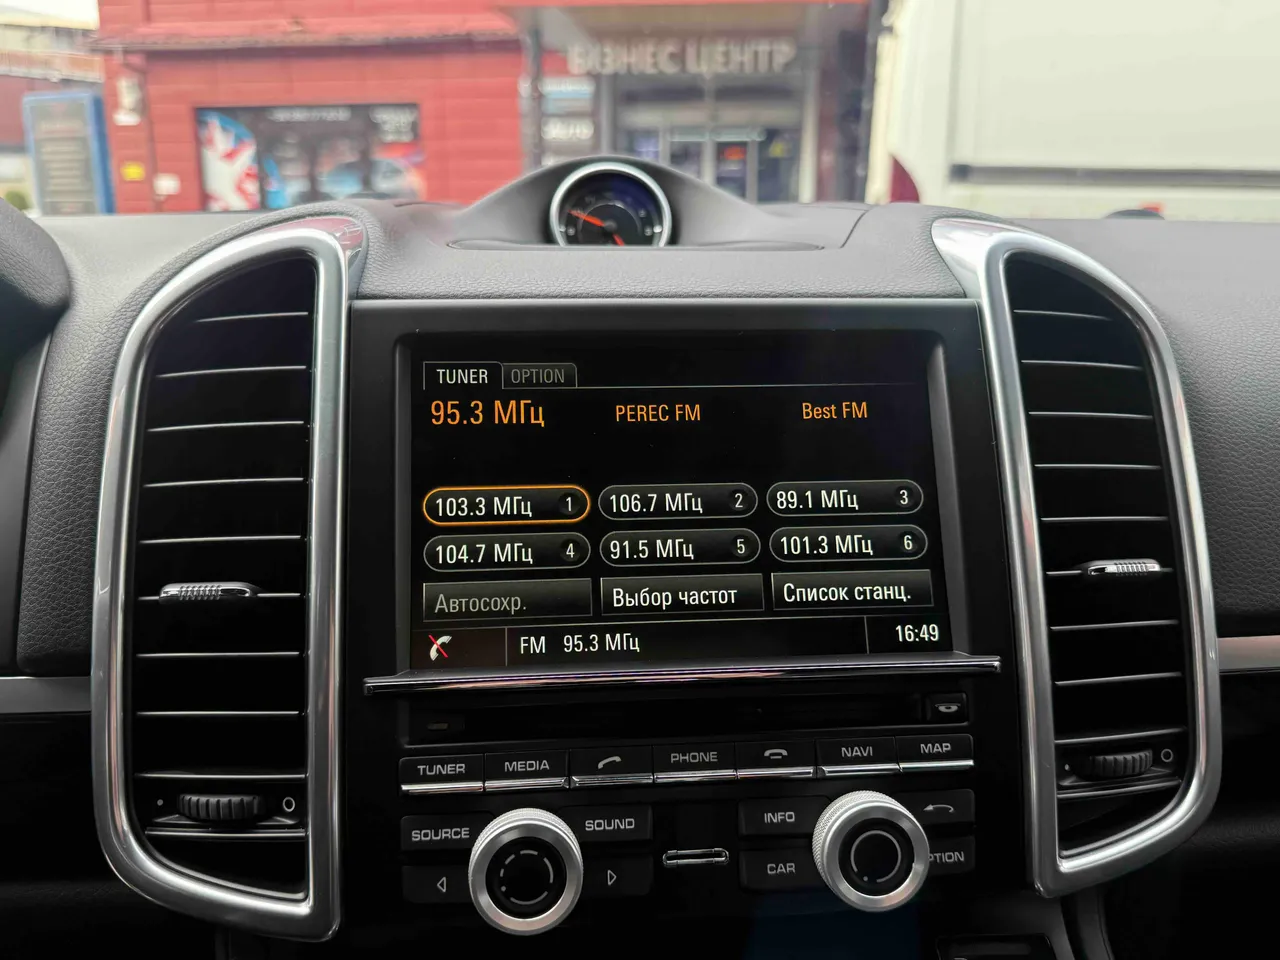 БИЗНЕС ЦЕНТР
TUNER OPTION
95.3 МГц PEREC FM Best FM
103.3 МГц 1 106.7 МГц 2 89.1 МГц 3
104.7 МГц 4 91.5 МГц 5 101.3 МГц 6
Автосохр. Выбор частот Список станц.
FM 95.3 МГц 16:49
TUNER MEDIA PHONE NAVI MAP
SOURCE SOUND INFO
CAR PTION